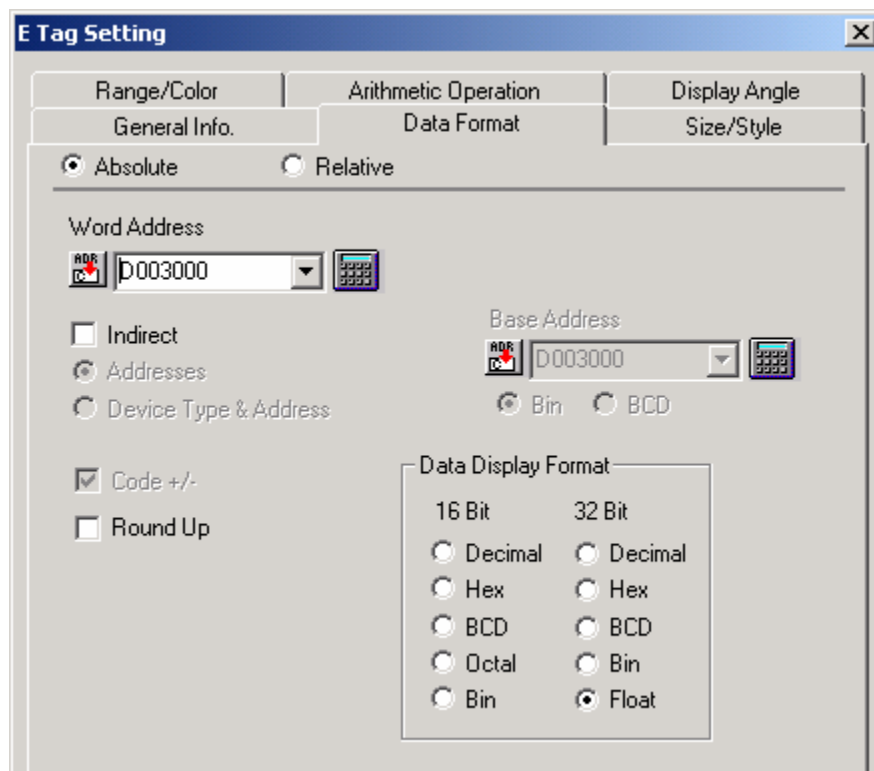 E Tag Setting
Range/Color Arithmetic Operation Display Angle
General Info. Data Format Size/Style
Absolute Relative
Word Address
ADR D003000
Indirect Base Address
Addresses ADR D003000
Device Type & Address Bin BCD
Code +/- Data Display Format
Round Up 16 Bit 32 Bit
Decimal Decimal
Hex Hex
BCD BCD
Octal Bin
Bin Float